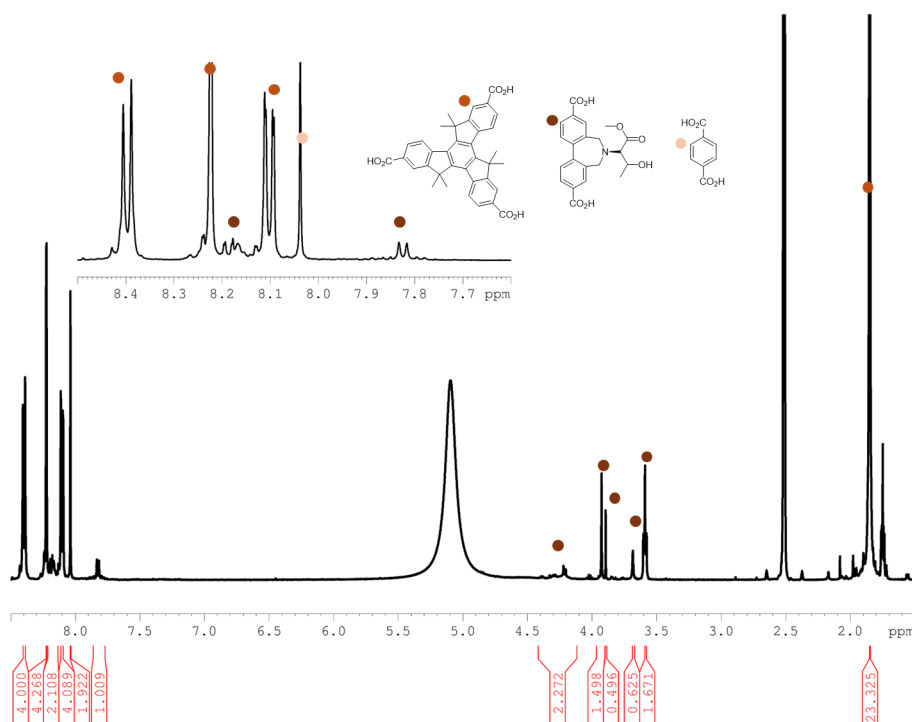 CO₂H
HO₂C
CO₂H
CO₂H
O
O
N
OH
CO₂H
HO₂C
CO₂H
8.4 8.3 8.2 8.1 8.0 7.9 7.8 7.7 ppm
8.0 7.5 7.0 6.5 6.0 5.5 5.0 4.5 4.0 3.5 3.0 2.5 2.0 ppm
4.000
4.268
2.108
4.089
1.922
1.009
2.272
1.498
0.496
0.625
1.671
23.325